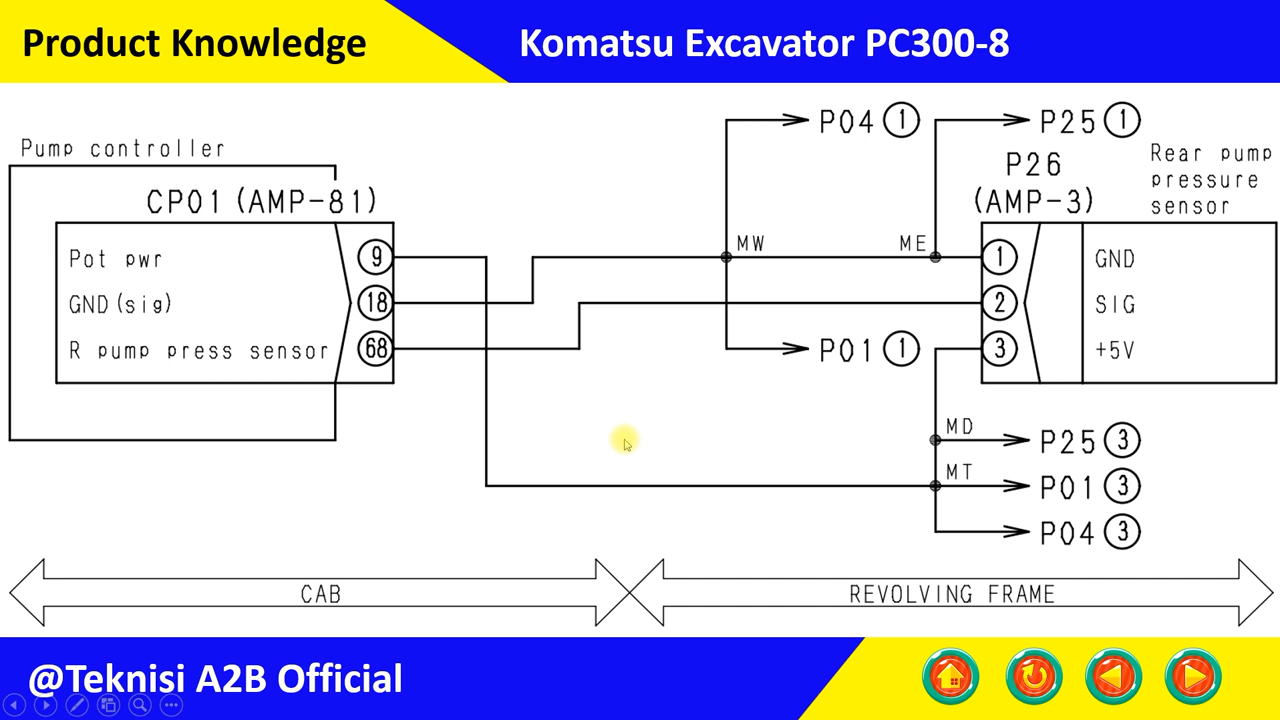 Product Knowledge
Komatsu Excavator PC300-8
Pump controller
CP01 (AMP-81)
Pot pwr
9
GND (sig)
18
R pump press sensor
68
P04 1
P25 1
P26
(AMP-3)
Rear pump
pressure
sensor
MW
ME
1
GND
2
SIG
3
+5V
P01 1
MD
P25 3
MT
P01 3
P04 3
CAB
REVOLVING FRAME
@Teknisi A2B Official